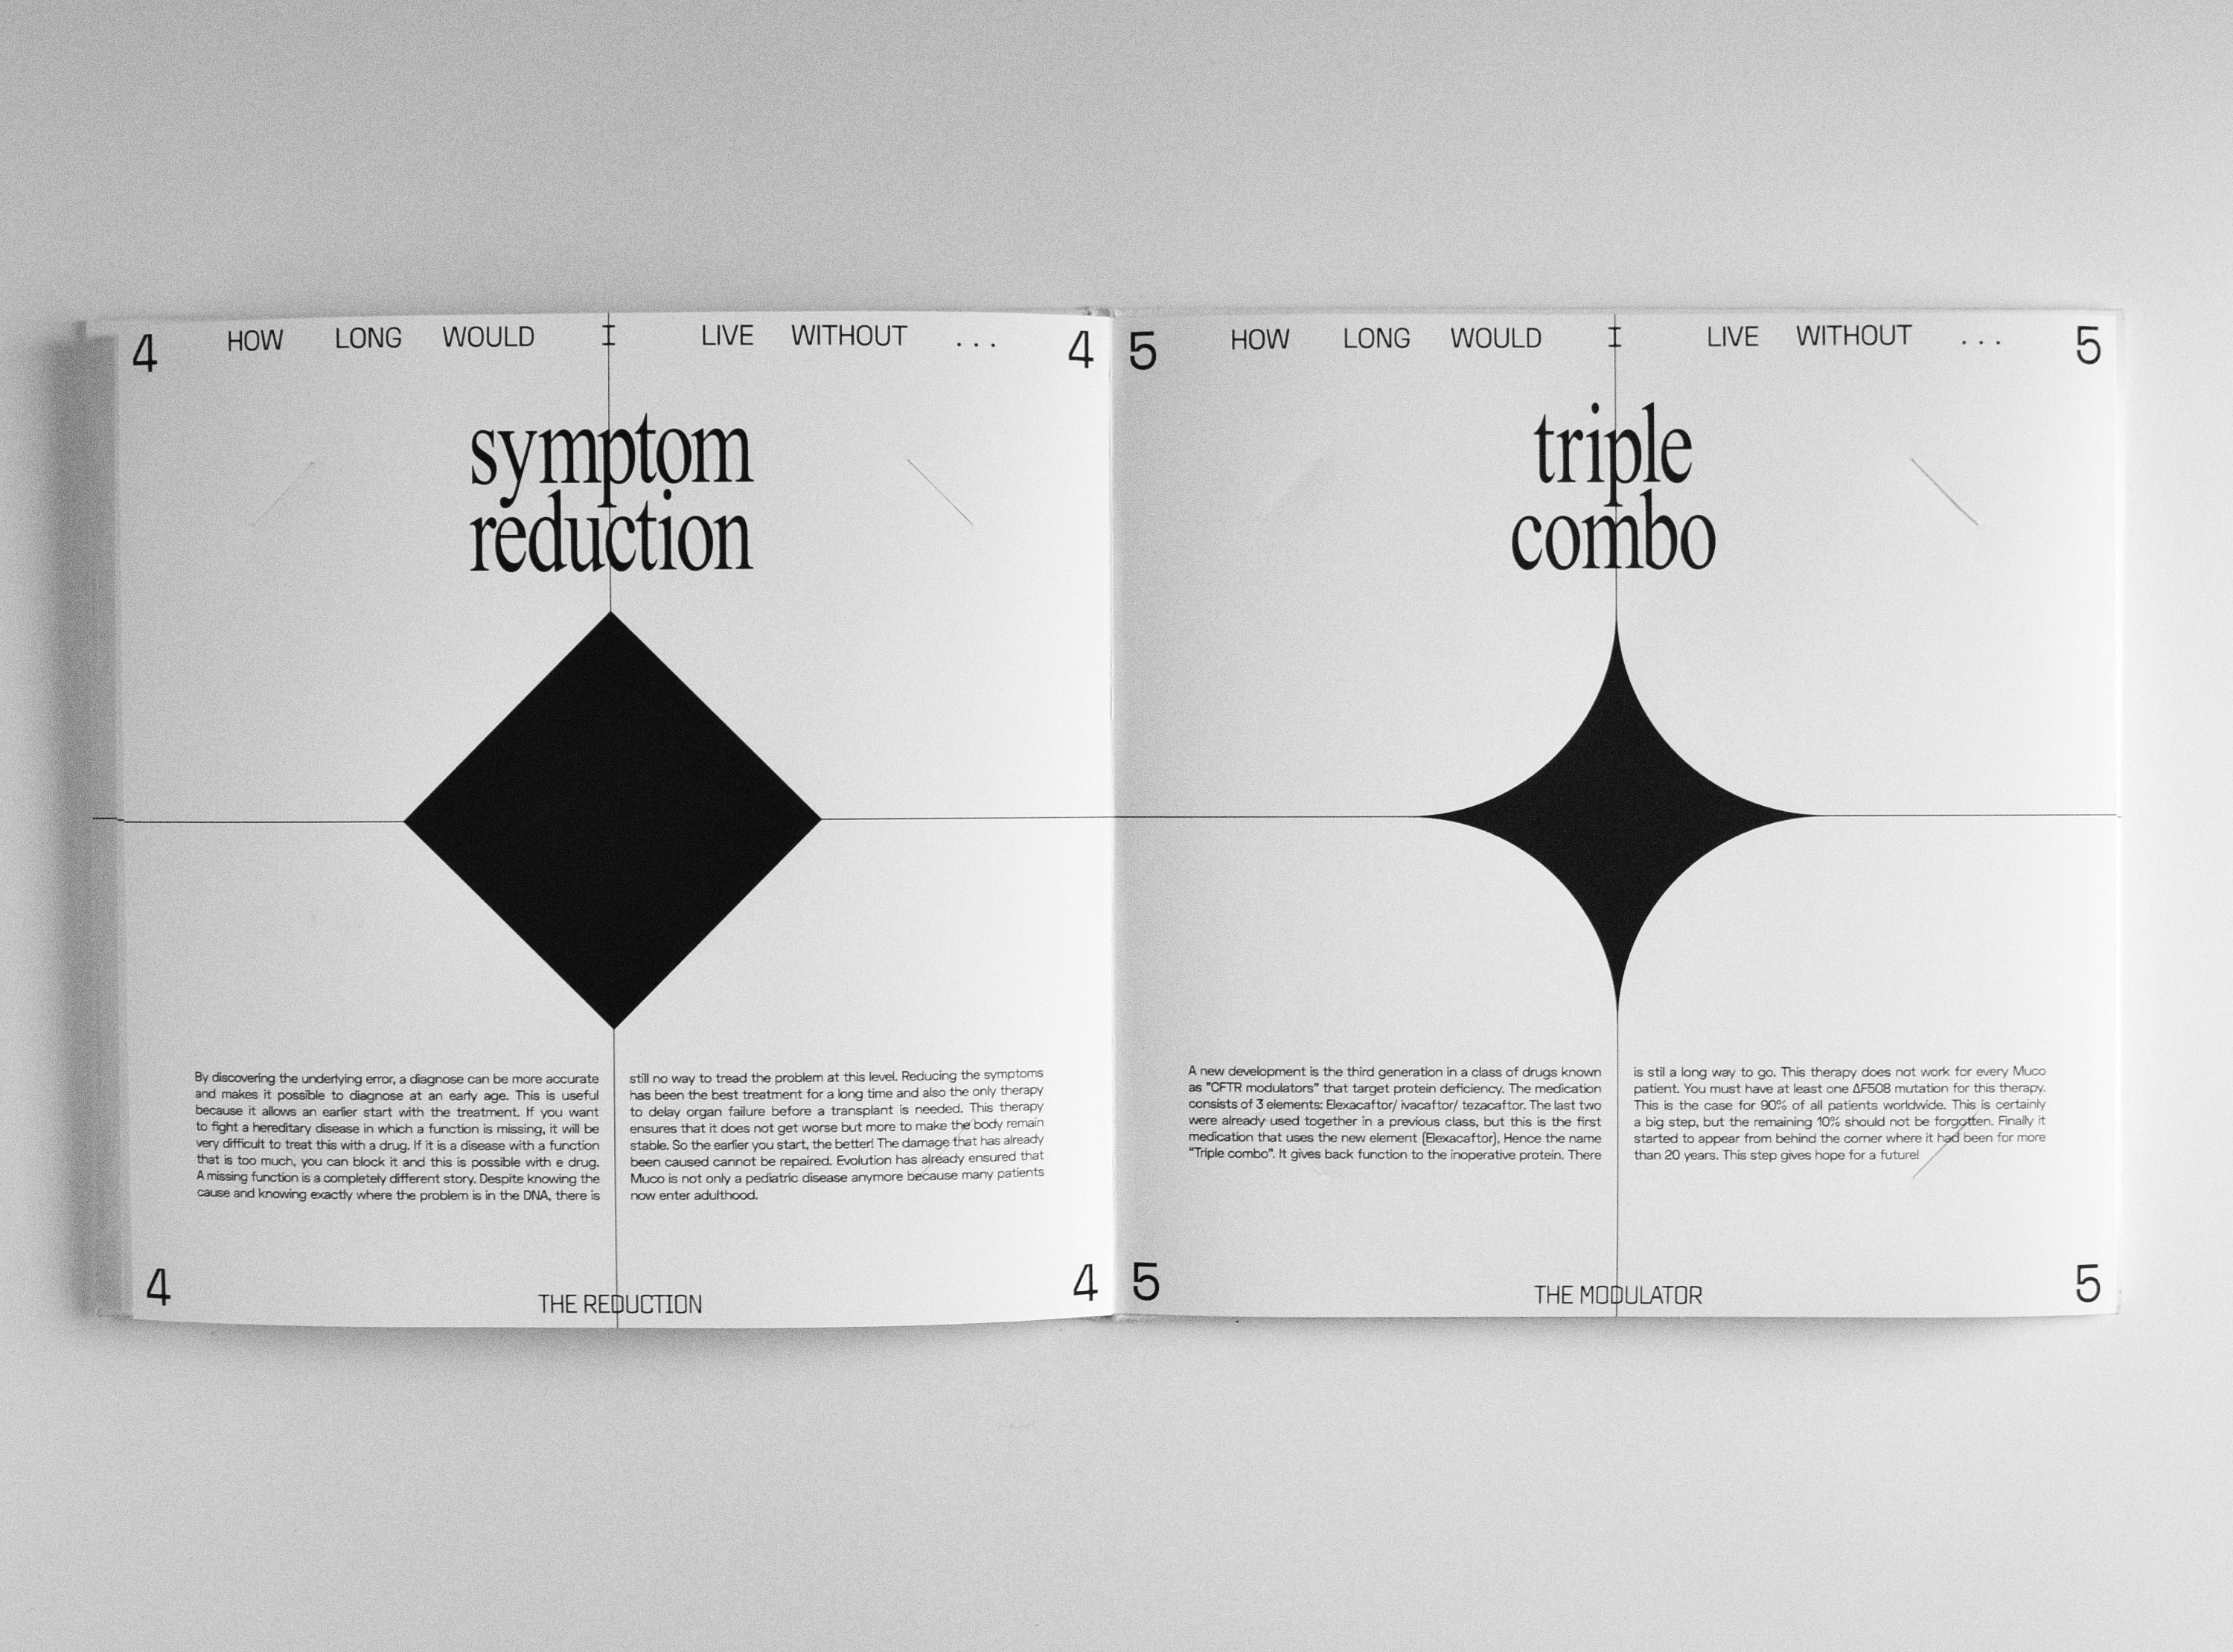 4 HOW LONG WOULD I LIVE WITHOUT ... 4
symptom
reduction
By discovering the underlying error, a diagnose can be more accurate
and makes it possible to diagnose at an early age. This is useful
because it allows an earlier start with the treatment. If you want
to fight a hereditary disease in which a function is missing, it will be
very difficult to treat this with a drug. If it is a disease with a function
that is too much, you can block it and this is possible with e drug.
A missing function is a completely different story. Despite knowing the
cause and knowing exactly where the problem is in the DNA, there is
still no way to tread the problem at this level. Reducing the symptoms
has been the best treatment for a long time and also the only therapy
to delay organ failure before a transplant is needed. This therapy
ensures that it does not get worse but more to make the body remain
stable. So the earlier you start, the better! The damage that has already
been caused cannot be repaired. Evolution has already ensured that
Muco is not only a pediatric disease anymore because many patients
now enter adulthood.
4 THE REDUCTION 4
5 HOW LONG WOULD I LIVE WITHOUT ... 5
triple
combo
A new development is the third generation in a class of drugs known
as "CFTR modulators" that target protein deficiency. The medication
consists of 3 elements: Elexacaftor/ ivacaftor/ tezacaftor. The last two
were already used together in a previous class, but this is the first
medication that uses the new element (Elexacaftor), Hence the name
"Triple combo". It gives back function to the inoperative protein. There
is stil a long way to go. This therapy does not work for every Muco
patient. You must have at least one ΔF508 mutation for this therapy.
This is the case for 90% of all patients worldwide. This is certainly
a big step, but the remaining 10% should not be forgotten. Finally it
started to appear from behind the corner where it had been for more
than 20 years. This step gives hope for a future!
5 THE MODULATOR 5